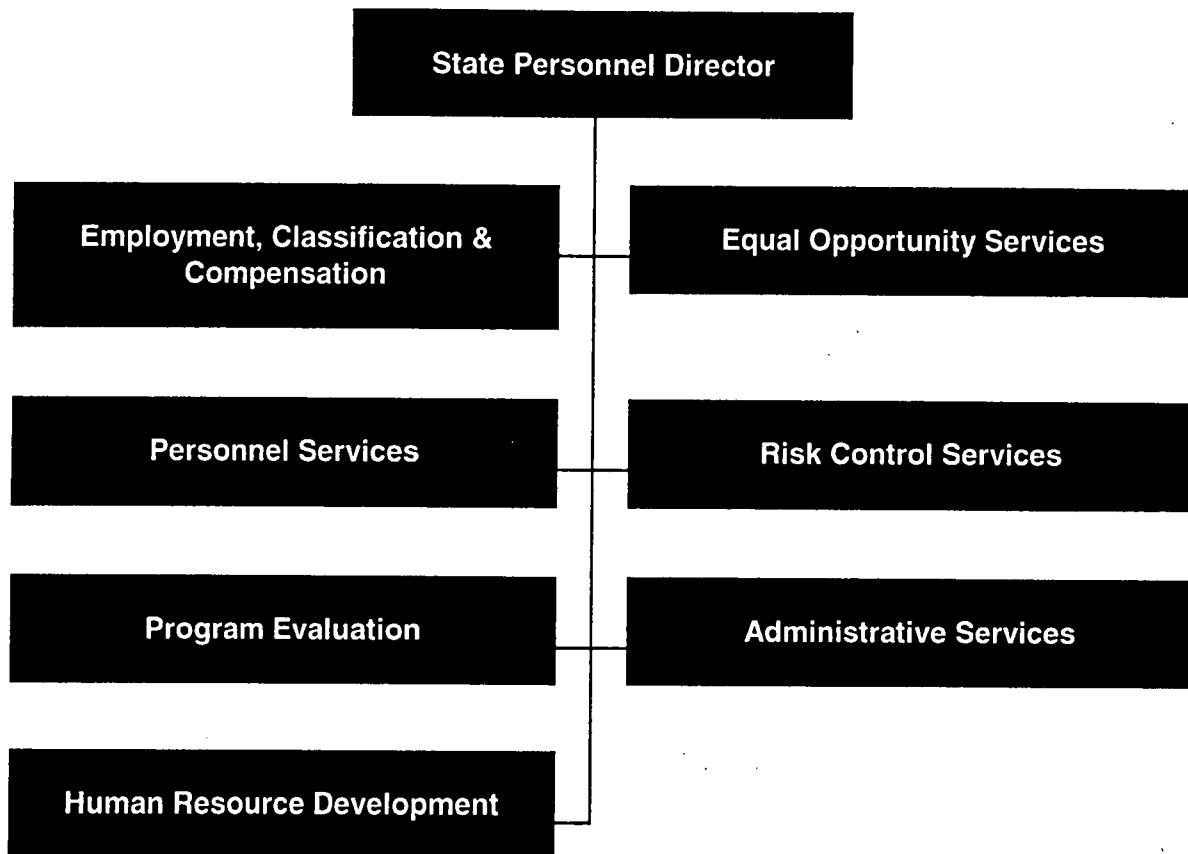 State Personnel Director
Employment, Classification &
Compensation
Equal Opportunity Services
Personnel Services
Risk Control Services
Program Evaluation
Administrative Services
Human Resource Development